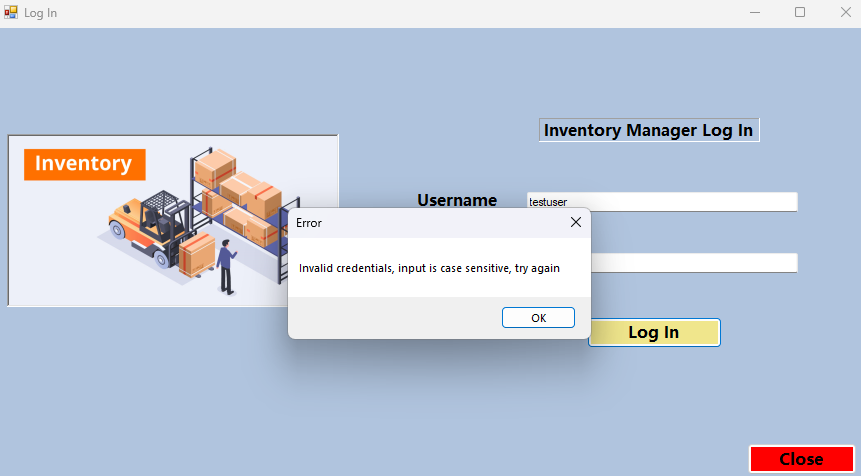 Log In
Inventory Manager Log In
Inventory
Username
testuser
Error
Invalid credentials, input is case sensitive, try again
OK
Log In
Close